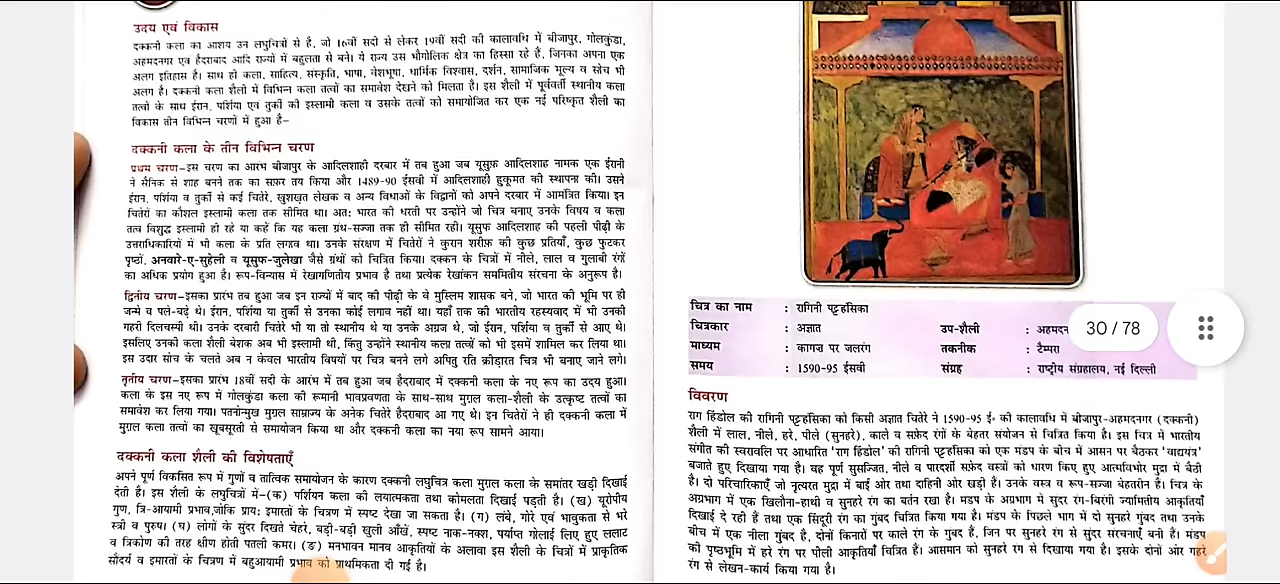 उदय एवं विकास
दक्कनी कला का आशय उन लघुचित्रों से है, जो 16वीं सदी से लेकर 19वीं सदी की कालावधि में बीजापुर, गोलकुंडा,
अहमदनगर एवं हैदराबाद आदि राज्यों में बहुलता से बने। ये राज्य उस भौगोलिक क्षेत्र का हिस्सा रहे हैं, जिनका अपना एक
अलग इतिहास है। साथ ही कला, साहित्य, संस्कृति, भाषा, वेशभूषा, धार्मिक विश्वास, दर्शन, सामाजिक मूल्य व सोच भी
अलग है। दक्कनी कला शैली में विभिन्न कला तत्वों का समावेश देखने को मिलता है। इस शैली में पूर्ववर्ती स्थानीय कला
तत्वों के साथ ईरान, पर्शिया एवं तुर्की की इस्लामी कला व उसके तत्वों को समायोजित कर एक नई परिष्कृत शैली का
विकास तीन विभिन्न चरणों में हुआ है–
दक्कनी कला के तीन विभिन्न चरण
प्रथम चरण–इस चरण का आरंभ बीजापुर के आदिलशाही दरबार में तब हुआ जब यूसुफ़ आदिलशाह नामक एक ईरानी
ने सैनिक से शाह बनने तक का सफ़र तय किया और 1489-90 ईसवी में आदिलशाही हुकूमत की स्थापना की। उसने
ईरान, पर्शिया व तुर्की से कई चितेरे, खुशख़त लेखक व अन्य विधाओं के विद्वानों को अपने दरबार में आमंत्रित किया। इन
चितेरों का कौशल इस्लामी कला तक सीमित था। अतः भारत की धरती पर उन्होंने जो चित्र बनाए उनके विषय व कला
तत्व विशुद्ध इस्लामी ही रहे या कहें कि यह कला ग्रंथ-सज्जा तक ही सीमित रही। यूसुफ आदिलशाह की पहली पीढ़ी के
उत्तराधिकारियों में भी कला के प्रति लगाव था। उनके संरक्षण में चितेरों ने कुरान शरीफ़ की कुछ प्रतियाँ, कुछ फुटकर
पृष्ठों, अनवारे-ए-सुहेली व यूसुफ-जुलेखा जैसे ग्रंथों को चित्रित किया। दक्कन के चित्रों में नीले, लाल व गुलाबी रंगों
का अधिक प्रयोग हुआ है। रूप-विन्यास में रेखागणितीय प्रभाव है तथा प्रत्येक रेखांकन सममितीय संरचना के अनुरूप है।
द्वितीय चरण–इसका प्रारंभ तब हुआ जब इन राज्यों में बाद की पीढ़ी के वे मुस्लिम शासक बने, जो भारत की भूमि पर ही
जन्मे व पले-बढ़े थे। ईरान, पर्शिया या तुर्की से उनका कोई लगाव नहीं था। यहाँ तक की भारतीय रहस्यवाद में भी उनकी
गहरी दिलचस्पी थी। उनके दरबारी चितेरे भी या तो स्थानीय थे या उनके अग्रज थे, जो ईरान, पर्शिया व तुर्की से आए थे।
इसलिए उनकी कला शैली बेशक अब भी इस्लामी थी, किंतु उन्होंने स्थानीय कला तत्वों को भी इसमें शामिल कर लिया था।
इस उदार सोच के चलते अब न केवल भारतीय विषयों पर चित्र बनने लगे अपितु रति क्रीड़ारत चित्र भी बनाए जाने लगे।
तृतीय चरण–इसका प्रारंभ 18वीं सदी के आरंभ में तब हुआ जब हैदराबाद में दक्कनी कला के नए रूप का उदय हुआ।
कला के इस नए रूप में गोलकुंडा कला की रूमानी भावप्रवणता के साथ-साथ मुग़ल कला-शैली के उत्कृष्ट तत्वों का
समावेश कर लिया गया। पतनोन्मुख मुग़ल साम्राज्य के अनेक चितेरे हैदराबाद आ गए थे। इन चितेरों ने ही दक्कनी कला में
मुग़ल कला तत्वों का खूबसूरती से समायोजन किया था और दक्कनी कला का नया रूप सामने आया।
दक्कनी कला शैली की विशेषताएँ
अपने पूर्ण विकसित रूप में गुणों व तात्विक समायोजन के कारण दक्कनी लघुचित्र कला मुग़ल कला के समांतर खड़ी दिखाई
देती है। इस शैली के लघुचित्रों में–(क) पर्शियन कला की लयात्मकता तथा कोमलता दिखाई पड़ती है। (ख) यूरोपीय
गुण, त्रि-आयामी प्रभाव,जोकि प्रायः इमारतों के चित्रण में स्पष्ट देखा जा सकता है। (ग) लंबे, गोरे एवं भावुकता से भरे
स्त्री व पुरुष। (घ) लोगों के सुंदर दिखते चेहरे, बड़ी-बड़ी खुली आँखें, स्पष्ट नाक-नक्श, पर्याप्त गोलाई लिए हुए ललाट
व त्रिकोण की तरह क्षीण होती पतली कमर। (ङ) मनभावन मानव आकृतियों के अलावा इस शैली के चित्रों में प्राकृतिक
सौंदर्य व इमारतों के चित्रण में बहुआयामी प्रभाव को प्राथमिकता दी गई है।
चित्र का नाम : रागिनी पट्टहंसिका
चित्रकार : अज्ञात उप-शैली : अहमदन
माध्यम : कागज पर जलरंग तकनीक : टैम्परा
समय : 1590-95 ईसवी संग्रह : राष्ट्रीय संग्रहालय, नई दिल्ली
30 / 78
विवरण
राग हिंडोल की रागिनी पट्टहंसिका को किसी अज्ञात चितेरे ने 1590-95 ई॰ की कालावधि में बीजापुर-अहमदनगर (दक्कनी)
शैली में लाल, नीले, हरे, पीले (सुनहरे), काले व सफ़ेद रंगों के बेहतर संयोजन से चित्रित किया है। इस चित्र में भारतीय
संगीत की स्वरावलि पर आधारित 'राग हिंडोल' की रागिनी पट्टहंसिका को एक मंडप के बीच में आसन पर बैठकर 'वाद्ययंत्र'
बजाते हुए दिखाया गया है। वह पूर्ण सुसज्जित, नीले व पारदर्शी सफ़ेद वस्त्रों को धारण किए हुए आत्मविभोर मुद्रा में बैठी
है। दो परिचारिकाएँ जो नृत्यरत मुद्रा में बाईं ओर तथा दाहिनी ओर खड़ी है। उनके वस्त्र व रूप-सज्जा बेहतरीन है। चित्र के
अग्रभाग में एक खिलौना-हाथी व सुनहरे रंग का बर्तन रखा है। मंडप के अग्रभाग में सुंदर रंग-बिरंगी ज्यामितीय आकृतियाँ
दिखाई दे रही हैं तथा एक सिंदूरी रंग का गुंबद चित्रित किया गया है। मंडप के पिछले भाग में दो सुनहरे गुंबद तथा उनके
बीच में एक नीला गुंबद है, दोनों किनारों पर काले रंग के गुंबद हैं, जिन पर सुनहरे रंग से सुंदर संरचनाएँ बनी है। मंडप
की पृष्ठभूमि में हरे रंग पर पीली आकृतियाँ चित्रित हैं। आसमान को सुनहरे रंग से दिखाया गया है। इसके दोनों ओर गहरे
रंग से लेखन-कार्य किया गया है।